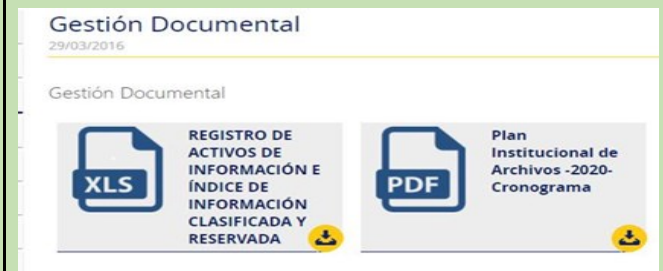 Gestión Documental
29/03/2016
Gestión Documental
XLS
REGISTRO DE
ACTIVOS DE
INFORMACIÓN E
ÍNDICE DE
INFORMACIÓN
CLASIFICADA Y
RESERVADA
PDF
Plan
Institucional de
Archivos -2020-
Cronograma